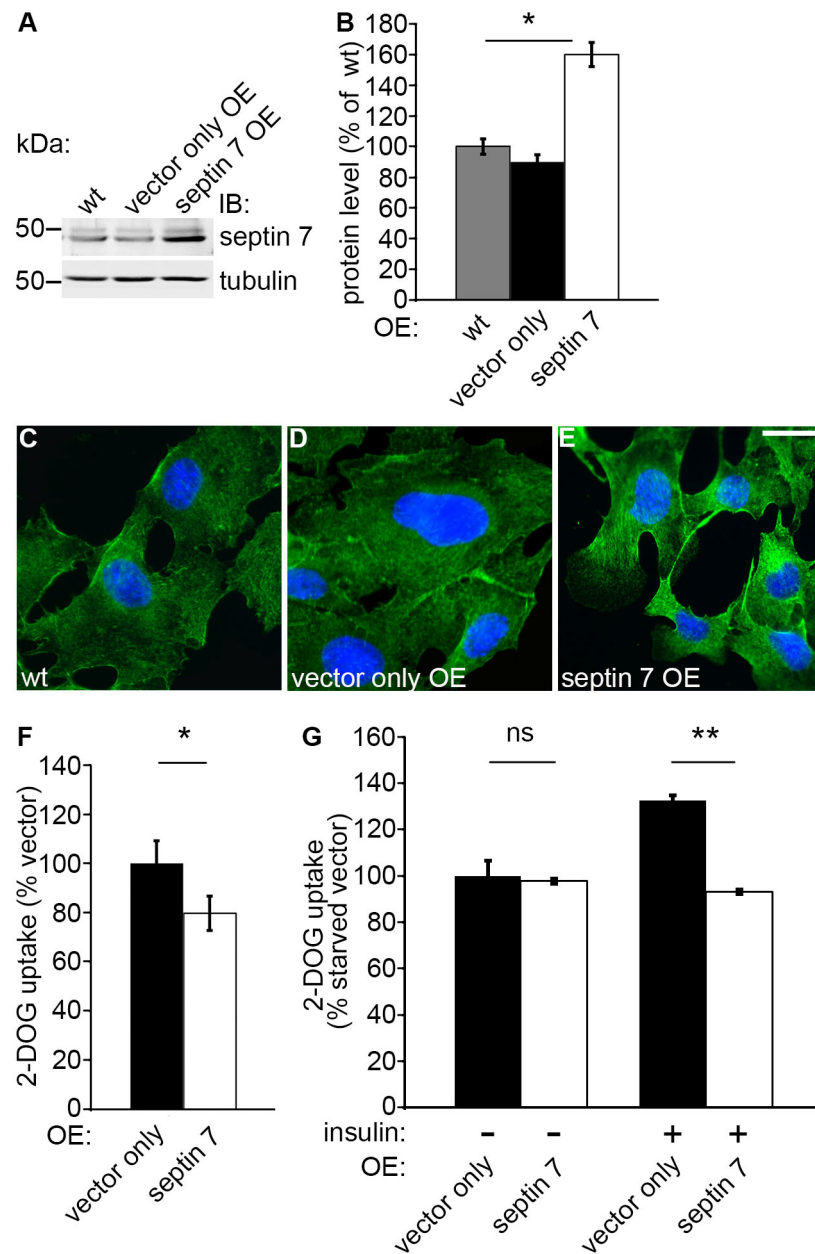 A
kDa:
wt
vector only OE
septin 7 OE
IB:
50
septin 7
50
tubulin
B
*
protein level (% of wt)
180
160
140
120
100
80
60
40
20
0
OE:
wt
vector only
septin 7
C
wt
D
vector only OE
E
septin 7 OE
F
*
2-DOG uptake (% vector)
140
120
100
80
60
40
20
0
OE:
vector only
septin 7
G
ns
**
2-DOG uptake
(% starved vector)
160
140
120
100
80
60
40
20
0
insulin: - - + +
OE:
vector only
septin 7
vector only
septin 7